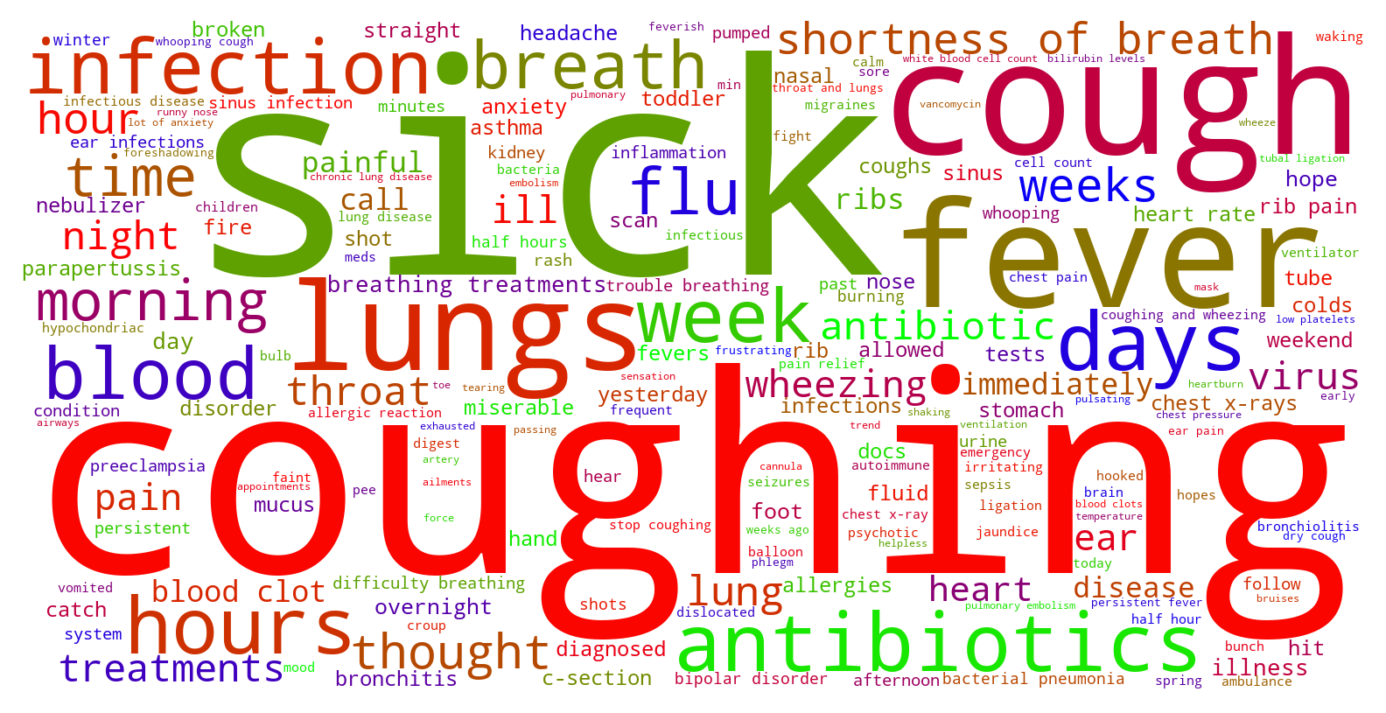 broken
straight
headache
feverish
pumped
shortness of breath
waking
winter
whooping cough
infection
breath
calm
sore
nasal
white blood cell count
bilirubin levels
cough
infectious disease
sinus infection
minutes
anxiety
pulmonary
toddler
min
throat and lungs
migraines
vancomycin
runny nose
hour
lot of anxiety
asthma
fight
wheeze
sick
ear infections
foreshadowing
painful
kidney
inflammation
coughs
cell count
tubal ligation
time
chronic lung disease
bacteria
embolism
flu
sinus
weeks
hope
nebulizer
children
call
ill
ribs
whooping
heart rate
rib pain
lung disease
scan
night
fire
shot
half hours
infectious
fever
ventilator
parapertussis
meds
rash
morning
lungs
breathing treatments
trouble breathing
past
nose
chest pain
mask
tube
burning
colds
hypochondriac
day
week
antibiotic
days
coughing and wheezing
low platelets
weekend
blood
bulb
fevers
frustrating
rib
allowed
tests
pain relief
throat
toe
tearing
sensation
wheezing
immediately
virus
heartburn
yesterday
pulsating
early
condition
disorder
allergic reaction
miserable
frequent
infections
shaking
stomach
chest x-rays
airways
exhausted
passing
trend
ventilation
chest pressure
ear pain
coughing
digest
urine
docs
emergency
preeclampsia
artery
hear
cannula
autoimmune
irritating
faint
appointments
pee
ailments
seizures
sepsis
hooked
brain
hopes
pain
mucus
fluid
blood clots
foot
chest x-ray
ligation
temperature
persistent
force
stop coughing
weeks ago
psychotic
jaundice
bronchiolitis
hand
helpless
ear
dry cough
balloon
phlegm
today
vomited
blood clot
difficulty breathing
lung
allergies
heart
disease
follow
catch
hours
overnight
shots
dislocated
pulmonary embolism
persistent fever
bruises
system
croup
half hour
thought
diagnosed
antibiotics
bunch
hit
treatments
mood
illness
bronchitis
c-section
bipolar disorder
afternoon
bacterial pneumonia
spring
ambulance